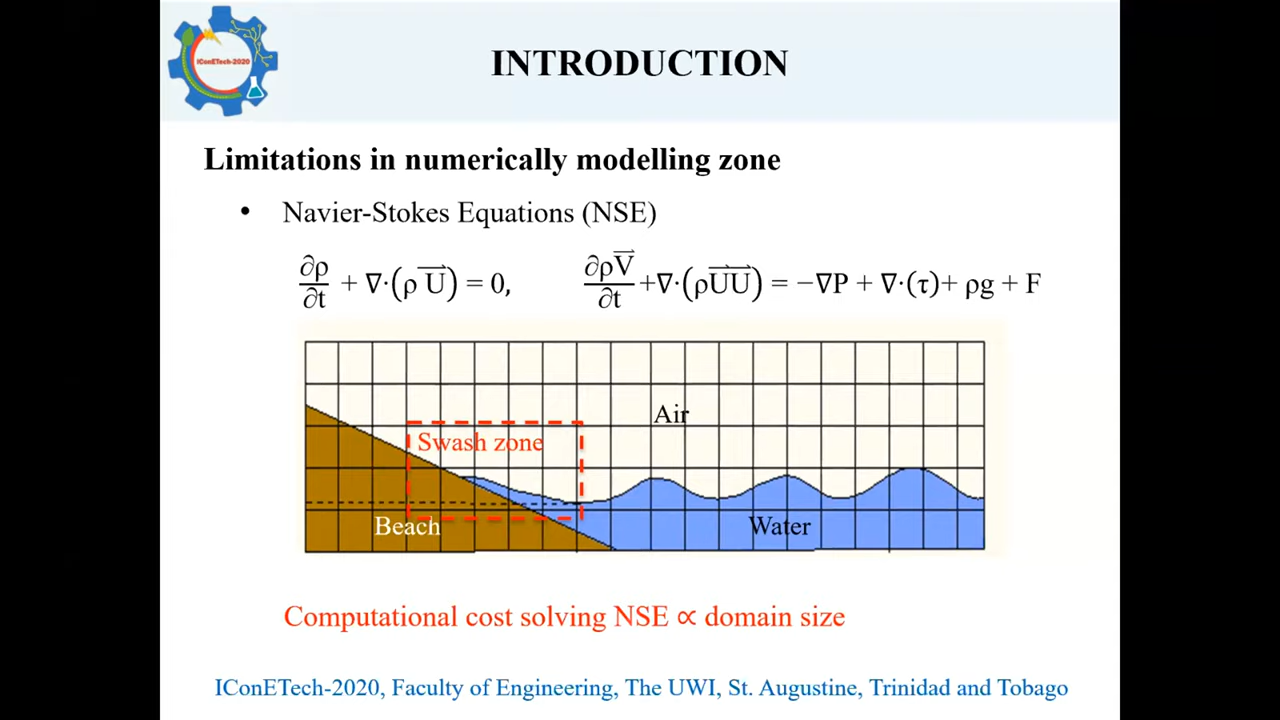 IConETech-2020
INTRODUCTION
Limitations in numerically modelling zone
• Navier-Stokes Equations (NSE)
∂ρ/∂t + ∇·(ρ U⃗) = 0, ∂ρV⃗/∂t +∇·(ρU⃗U⃗) = −∇P + ∇·(τ)+ ρg + F
Air
Swash zone
Beach
Water
Computational cost solving NSE ∝ domain size
IConETech-2020, Faculty of Engineering, The UWI, St. Augustine, Trinidad and Tobago